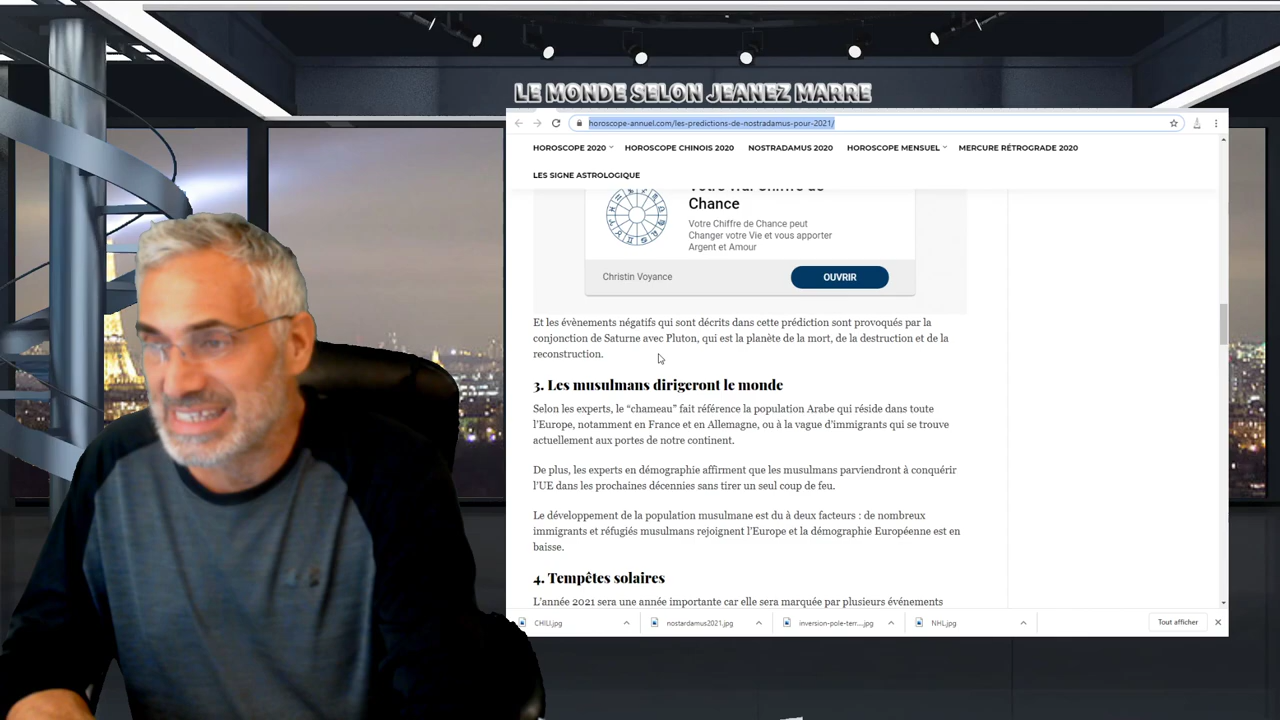 LE MONDE SELON JEANEZ MARRE
horoscope-annuel.com/les-predictions-de-nostradamus-pour-2021/
HOROSCOPE 2020 HOROSCOPE CHINOIS 2020 NOSTRADAMUS 2020 HOROSCOPE MENSUEL MERCURE RÉTROGRADE 2020
LES SIGNE ASTROLOGIQUE
Votre Vrai Chiffre de
Chance
Votre Chiffre de Chance peut
Changer votre Vie et vous apporter
Argent et Amour
Christin Voyance OUVRIR
Et les évènements négatifs qui sont décrits dans cette prédiction sont provoqués par la
conjonction de Saturne avec Pluton, qui est la planète de la mort, de la destruction et de la
reconstruction.
3. Les musulmans dirigeront le monde
Selon les experts, le “chameau” fait référence la population Arabe qui réside dans toute
l’Europe, notamment en France et en Allemagne, ou à la vague d’immigrants qui se trouve
actuellement aux portes de notre continent.
De plus, les experts en démographie affirment que les musulmans parviendront à conquérir
l’UE dans les prochaines décennies sans tirer un seul coup de feu.
Le développement de la population musulmane est du à deux facteurs : de nombreux
immigrants et réfugiés musulmans rejoignent l’Europe et la démographie Européenne est en
baisse.
4. Tempêtes solaires
L’année 2021 sera une année importante car elle sera marquée par plusieurs événements
CHILI.jpg nostardamus2021.jpg inversion-pole-terr....jpg NHL.jpg Tout afficher